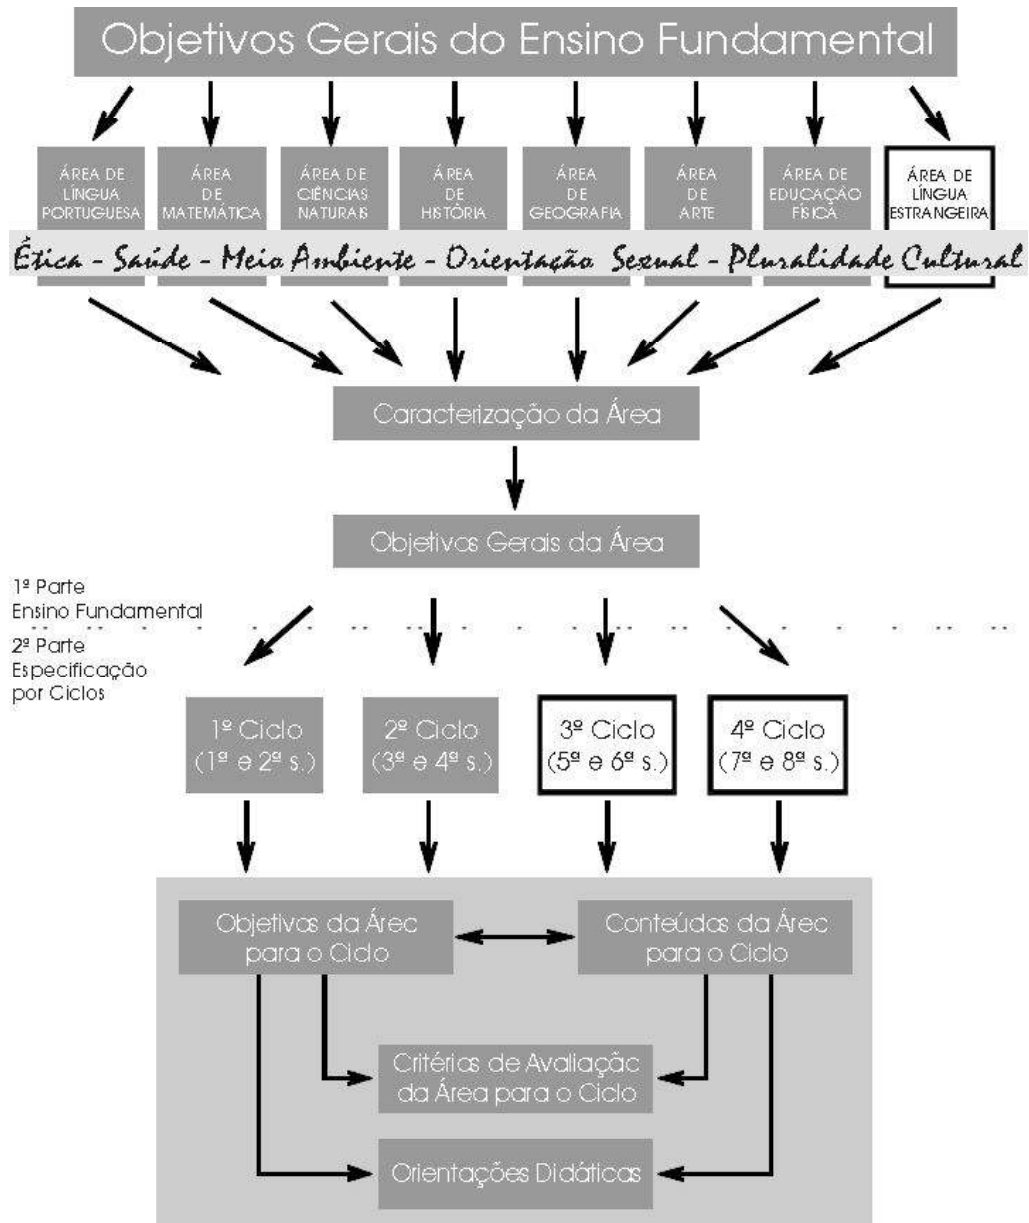 Objetivos Gerais do Ensino Fundamental
ÁREA DE
LÍNGUA
PORTUGUESA
ÁREA
DE
MATEMÁTICA
ÁREA DE
CIÊNCIAS
NATURAIS
ÁREA
DE
HISTÓRIA
ÁREA
DE
GEOGRAFIA
ÁREA
DE
ARTE
ÁREA DE
EDUCAÇÃO
FÍSICA
ÁREA DE
LÍNGUA
ESTRANGEIRA
Ética - Saúde - Meio Ambiente - Orientação Sexual - Pluralidade Cultural
Caracterização da Área
Objetivos Gerais da Área
1ª Parte
Ensino Fundamental
2ª Parte
Especificação
por Ciclos
1º Ciclo
(1ª e 2ª s.)
2º Ciclo
(3ª e 4ª s.)
3º Ciclo
(5ª e 6ª s.)
4º Ciclo
(7ª e 8ª s.)
Objetivos da Área
para o Ciclo
Conteúdos da Área
para o Ciclo
Critérios de Avaliação
da Área para o Ciclo
Orientações Didáticas